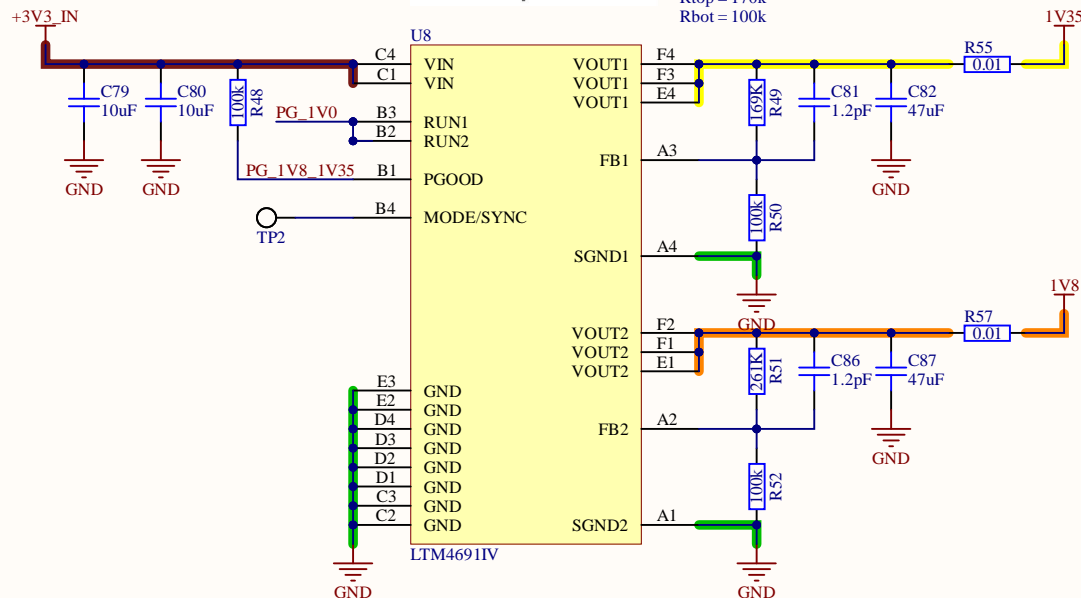 Rbot = 100k
+3V3_IN
1V35
U8
C4 VIN
C1 VIN
C79
10uF
C80
10uF
100k
R48
PG_1V0
B3 RUN1
B2 RUN2
PG_1V8_1V35
B1 PGOOD
B4 MODE/SYNC
TP2
GND
GND
VOUT1 F4
VOUT1 F3
VOUT1 E4
R55
0.01
169K
R49
C81
1.2pF
C82
47uF
GND
FB1 A3
100k
R50
SGND1 A4
GND
1V8
VOUT2 F2
VOUT2 F1
VOUT2 E1
R57
0.01
261K
R51
C86
1.2pF
C87
47uF
GND
FB2 A2
100k
R52
SGND2 A1
GND
E3 GND
E2 GND
D4 GND
D3 GND
D2 GND
D1 GND
C3 GND
C2 GND
GND
LTM4691IV